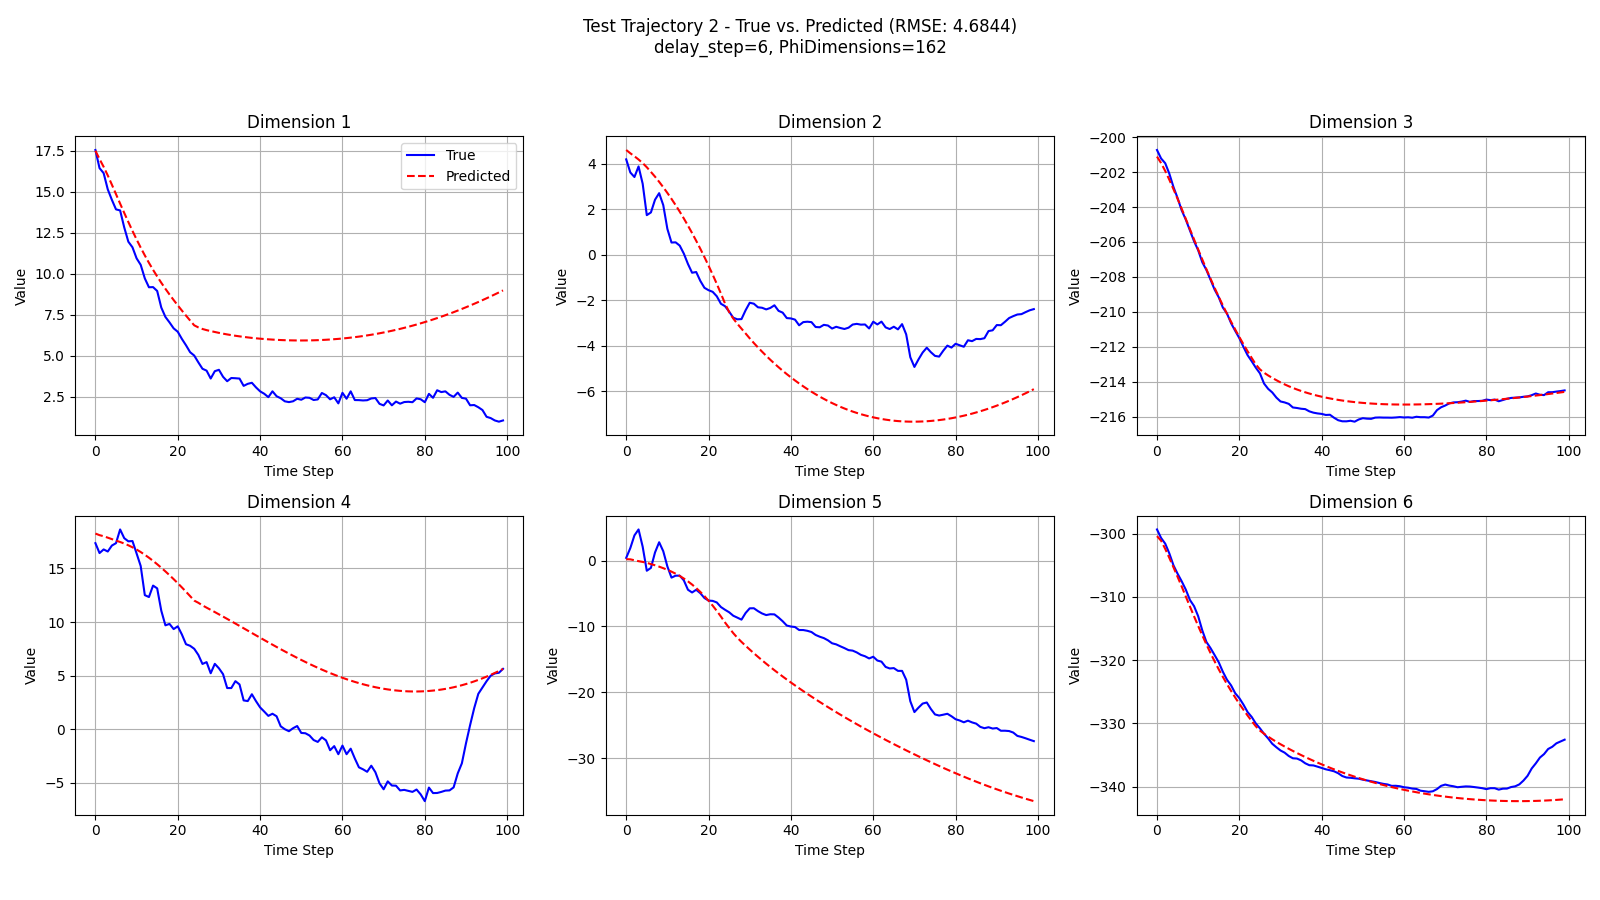 Test Trajectory 2 - True vs. Predicted (RMSE: 4.6844)
delay_step=6, PhiDimensions=162
Dimension 1
Value
17.5
15.0
12.5
10.0
7.5
5.0
2.5
True
Predicted
0 20 40 60 80 100
Time Step
Dimension 2
Value
4
2
0
−2
−4
−6
0 20 40 60 80 100
Time Step
Dimension 3
Value
−200
−202
−204
−206
−208
−210
−212
−214
−216
0 20 40 60 80 100
Time Step
Dimension 4
Value
15
10
5
0
−5
0 20 40 60 80 100
Time Step
Dimension 5
Value
0
−10
−20
−30
0 20 40 60 80 100
Time Step
Dimension 6
Value
−300
−310
−320
−330
−340
0 20 40 60 80 100
Time Step